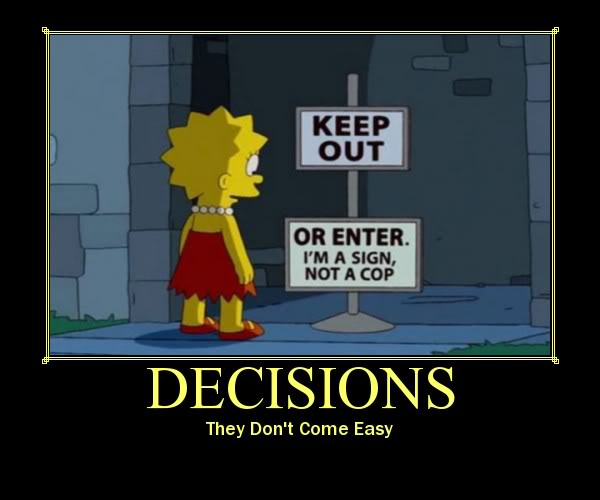 KEEP
OUT
OR ENTER.
I'M A SIGN,
NOT A COP
DECISIONS
They Don't Come Easy